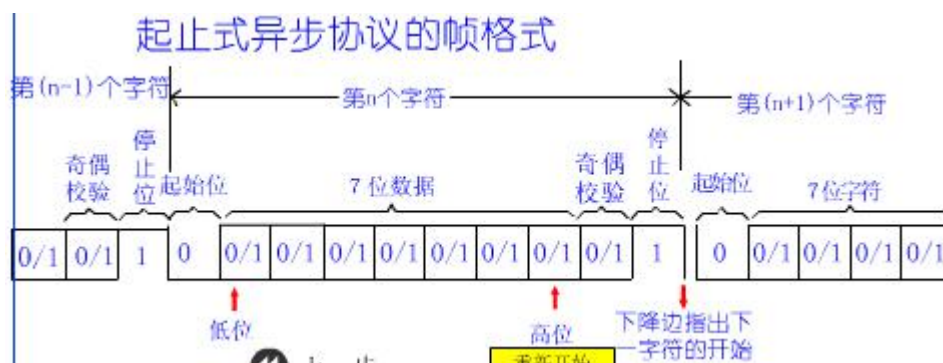 起止式异步协议的帧格式
第(n-1)个字符
第n个字符
第(n+1)个字符
奇偶校验
停止位
起始位
7位数据
奇偶校验
停止位
起始位
7位字符
0/1 0/1 1 0 0/1 0/1 0/1 0/1 0/1 0/1 0/1 0/1 1 0 0/1 0/1 0/1 0/1
低位
高位
下降边指出下
一字符的开始
重新开始